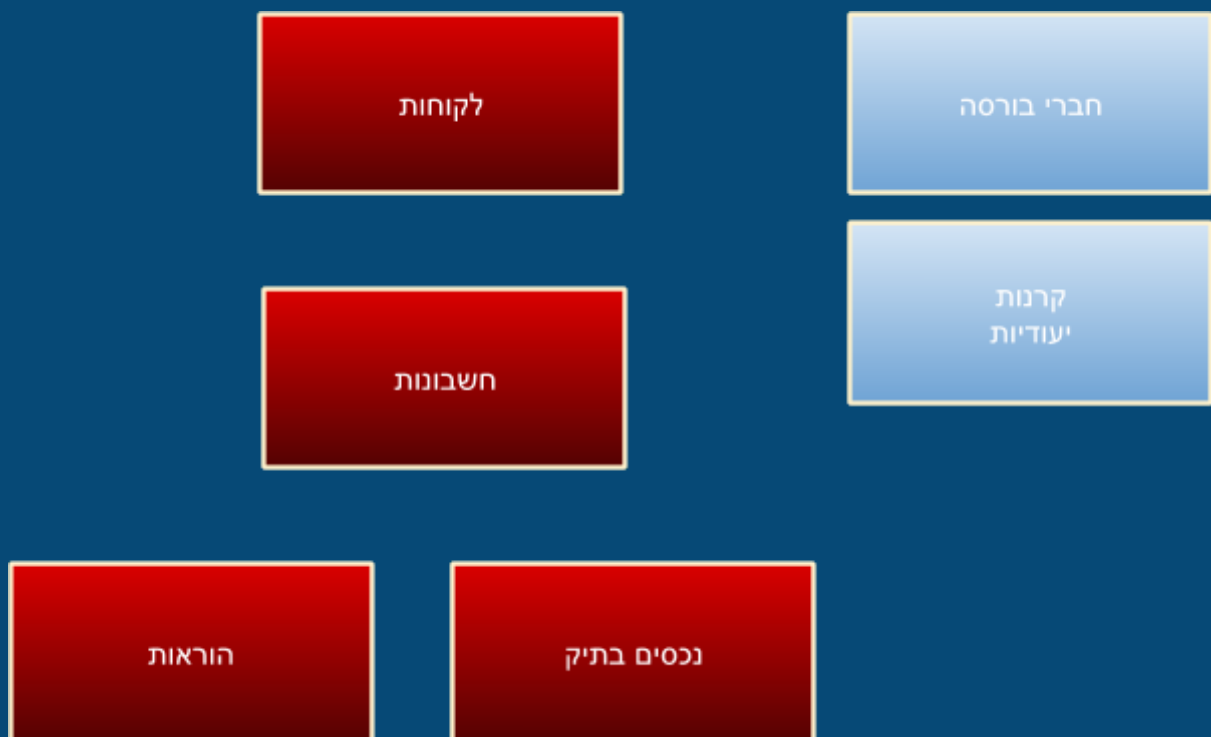 חברי בורסה
לקוחות
קרנות
יעודיות
חשבונות
נכסים בתיק
הוראות